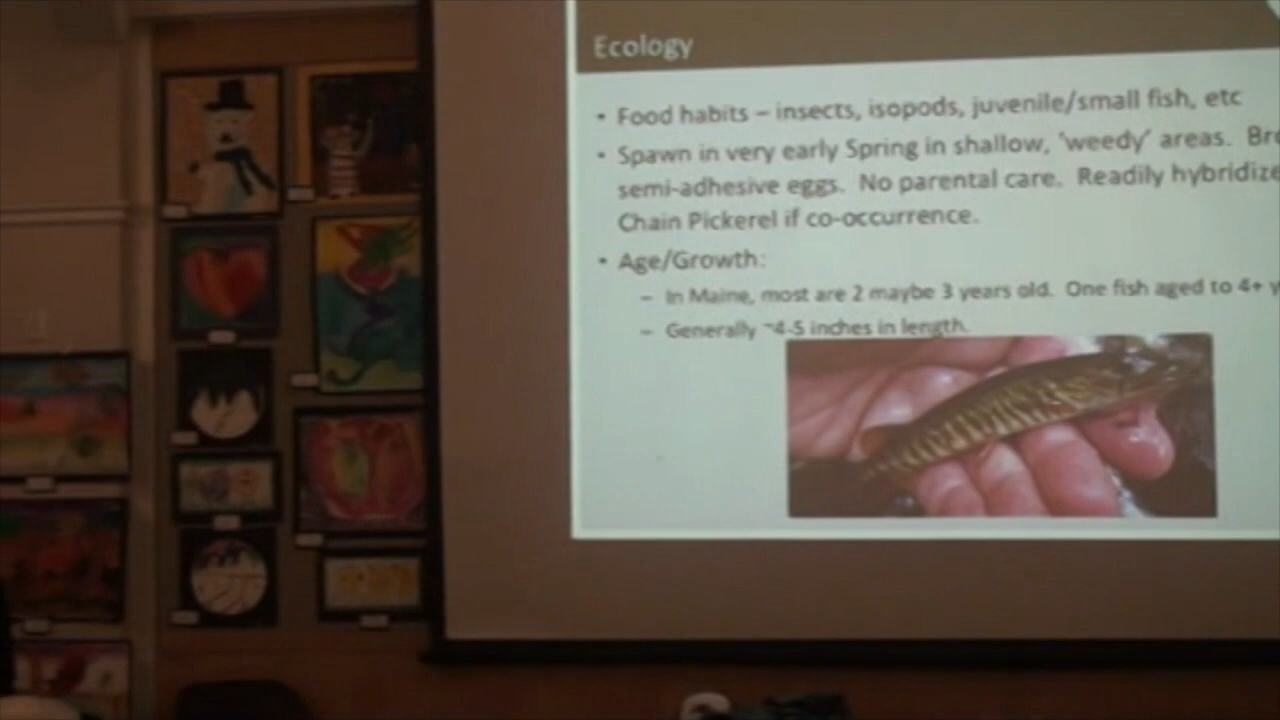 Ecology
• Food habits – insects, isopods, juvenile/small fish, etc
• Spawn in very early Spring in shallow, 'weedy' areas.
semi-adhesive eggs. No parental care. Readily hybridize
Chain Pickerel if co-occurrence.
• Age/Growth:
– In Maine, most are 2 maybe 3 years old. One fish aged to 4+ y
– Generally ~4-5 inches in length.